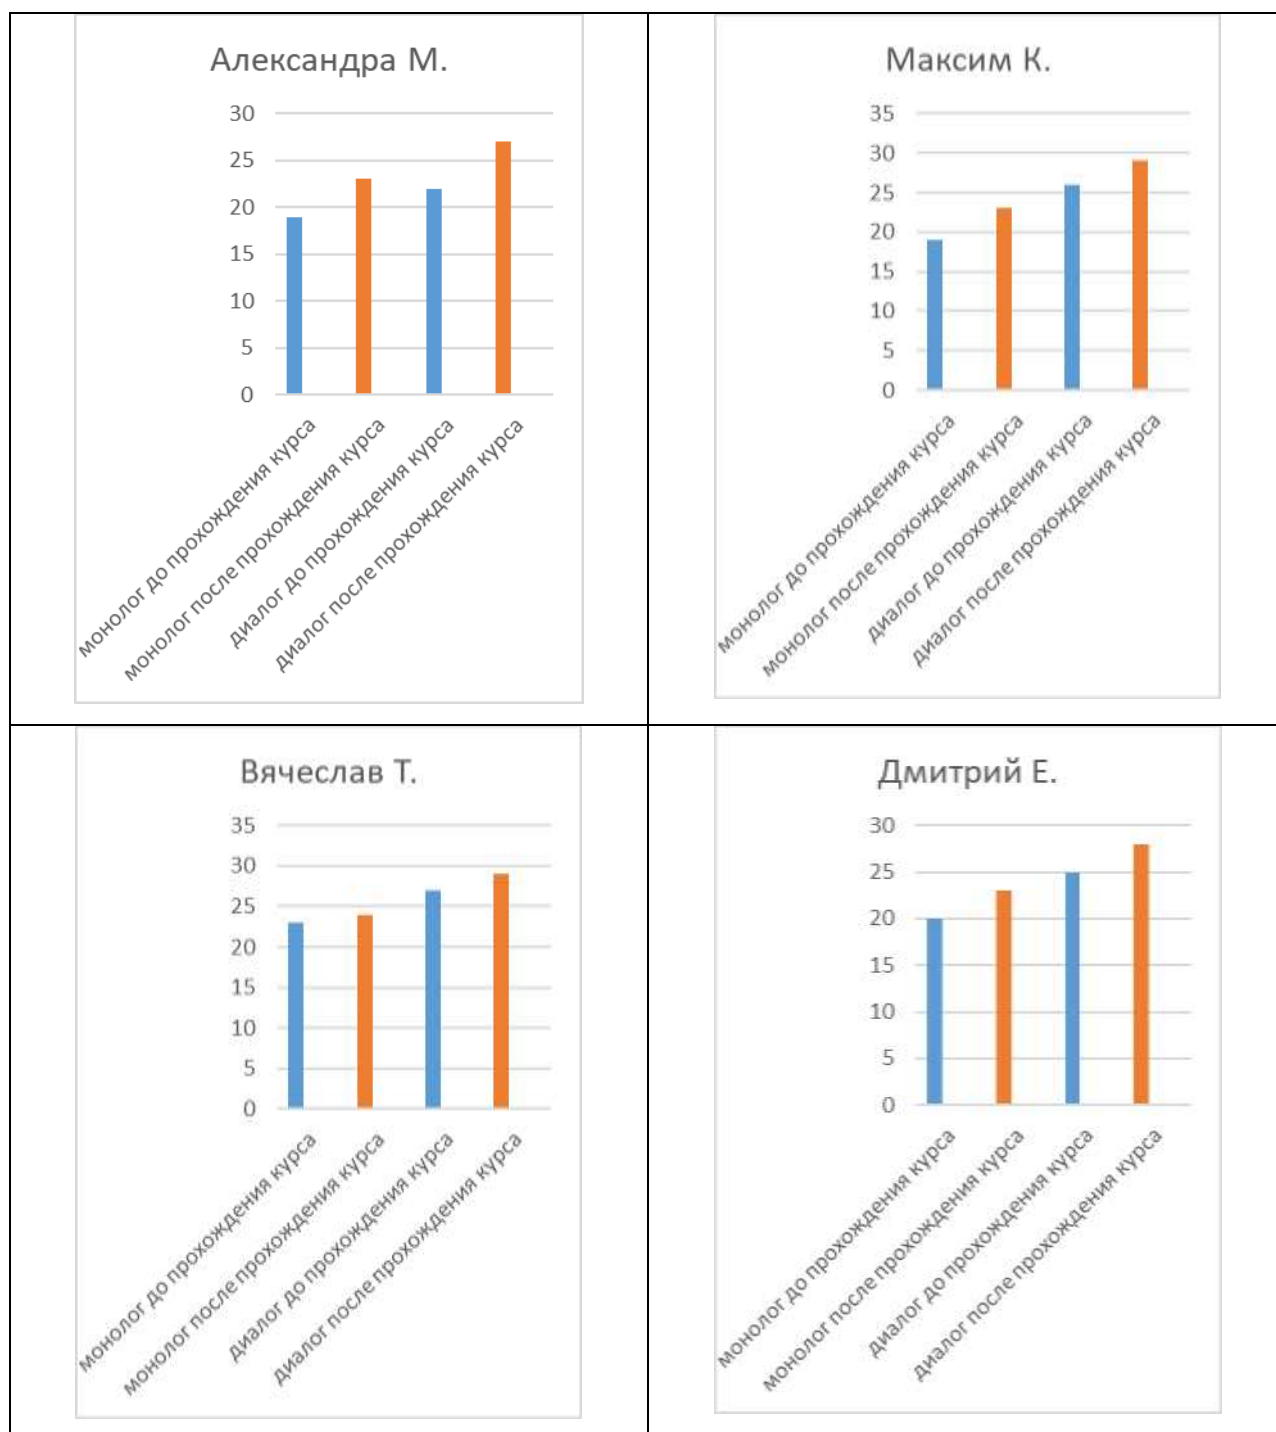 Александра М.
30
25
20
15
10
5
0
монолог до прохождения курса
монолог после прохождения курса
диалог до прохождения курса
диалог после прохождения курса
Максим К.
35
30
25
20
15
10
5
0
монолог до прохождения курса
монолог после прохождения курса
диалог до прохождения курса
диалог после прохождения курса
Вячеслав Т.
35
30
25
20
15
10
5
0
монолог до прохождения курса
монолог после прохождения курса
диалог до прохождения курса
диалог после прохождения курса
Дмитрий Е.
30
25
20
15
10
5
0
монолог до прохождения курса
монолог после прохождения курса
диалог до прохождения курса
диалог после прохождения курса